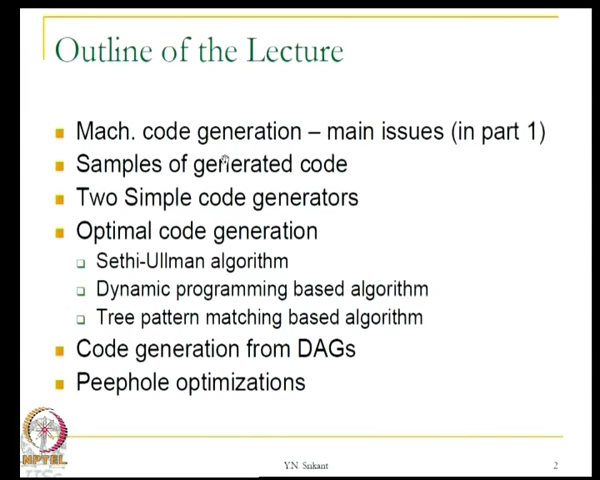 Outline of the Lecture
Mach. code generation – main issues (in part 1)
Samples of generated code
Two Simple code generators
Optimal code generation
Sethi-Ullman algorithm
Dynamic programming based algorithm
Tree pattern matching based algorithm
Code generation from DAGs
Peephole optimizations
NPTEL
Y.N. Srikant
2